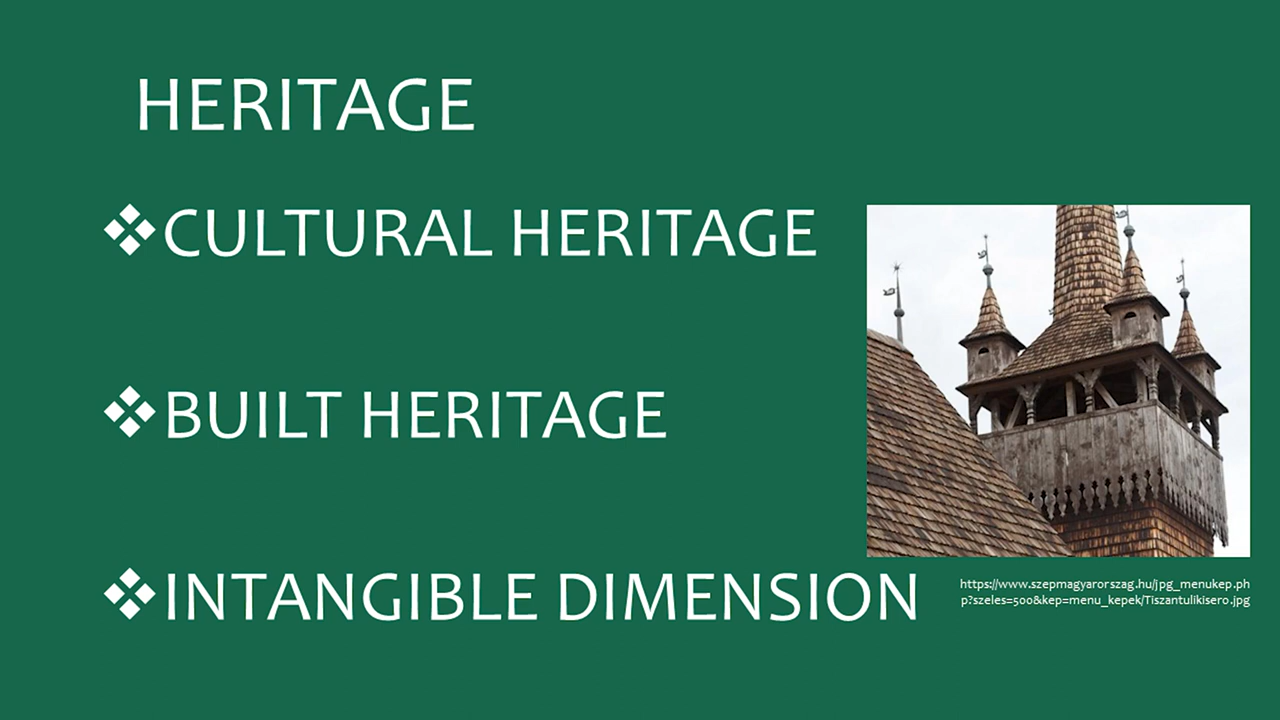 HERITAGE
CULTURAL HERITAGE
BUILT HERITAGE
INTANGIBLE DIMENSION
https://www.szepmagyarorszag.hu/jpg_menukep.ph
p?szeles=500&kep=menu_kepek/Tiszantulikisero.jpg